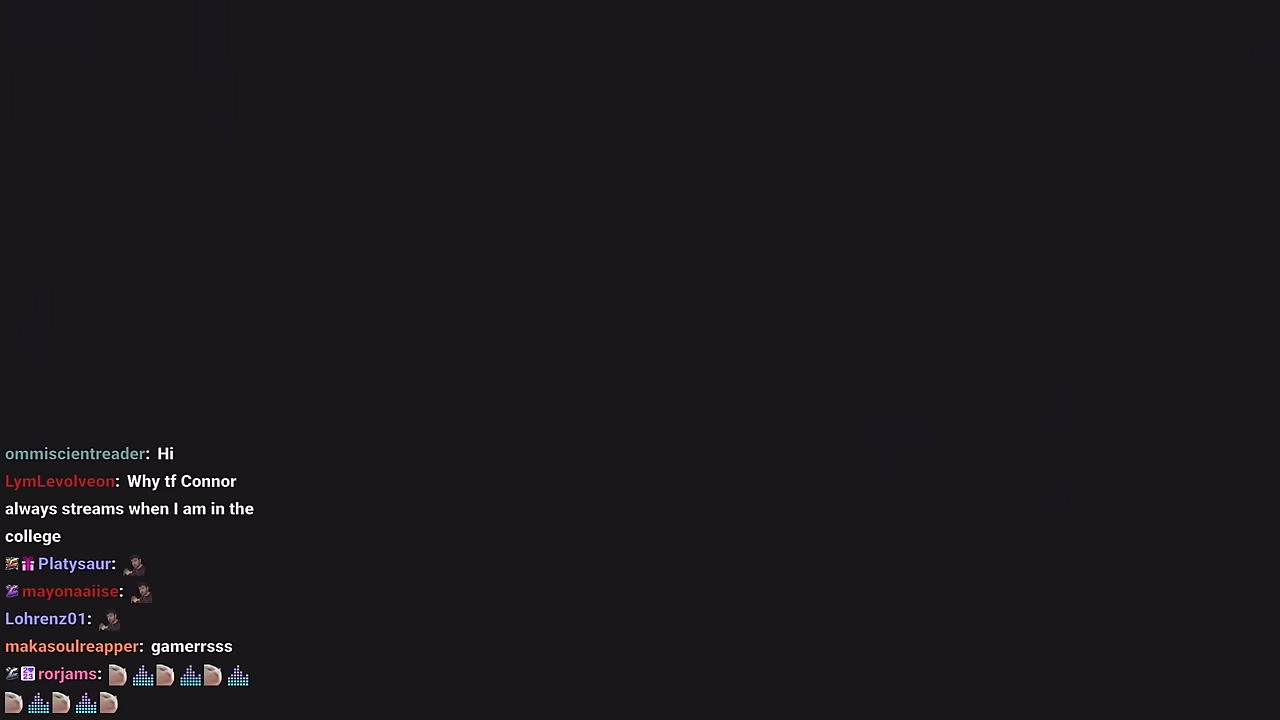 ommiscientreader: Hi
LymLevolveon: Why tf Connor
always streams when I am in the
college
Platysaur:
mayonaaiise:
Lohrenz01:
makasoulreapper: gamerrsss
rorjams: